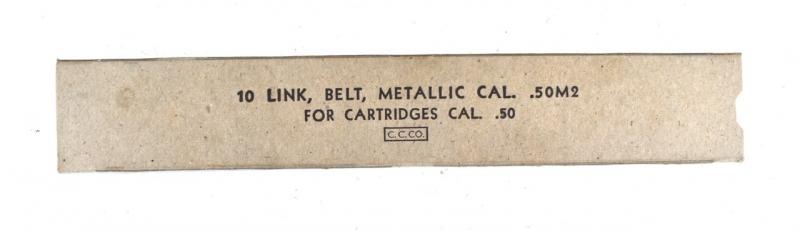 10 LINK, BELT, METALLIC CAL. .50M2
FOR CARTRIDGES CAL. .50
C.C.CO.